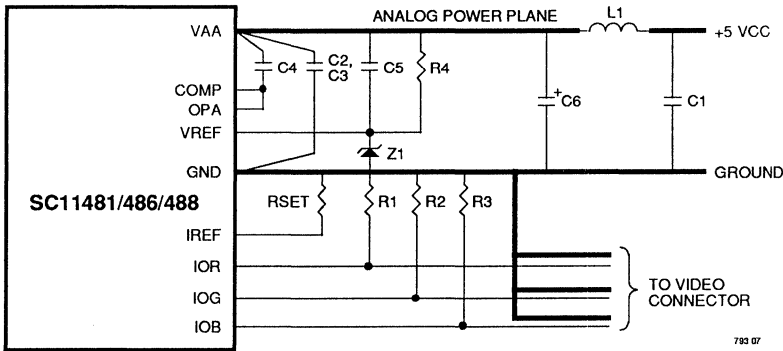 ANALOG POWER PLANE
L1
VAA
+5 VCC
C4
C2,
C3
C5
R4
+
C6
C1
COMP
OPA
VREF
Z1
GND
GROUND
SC11481/486/488
RSET
R1
R2
R3
IREF
IOR
IOG
IOB
TO VIDEO
CONNECTOR
793 07